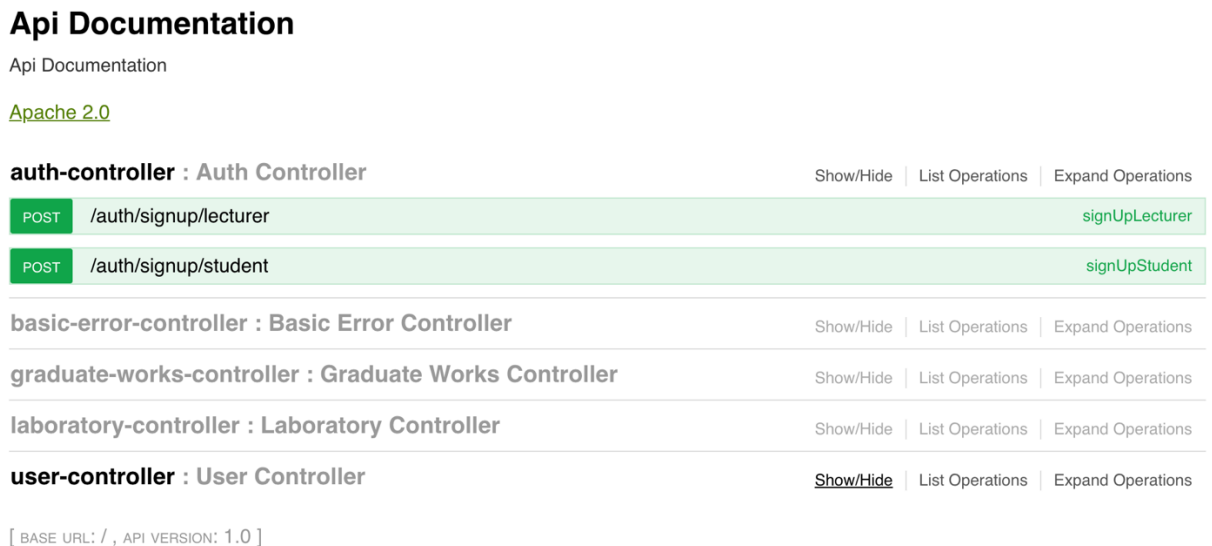 Api Documentation
Api Documentation
Apache 2.0
auth-controller : Auth Controller Show/Hide List Operations Expand Operations
POST /auth/signup/lecturer signUpLecturer
POST /auth/signup/student signUpStudent
basic-error-controller : Basic Error Controller Show/Hide List Operations Expand Operations
graduate-works-controller : Graduate Works Controller Show/Hide List Operations Expand Operations
laboratory-controller : Laboratory Controller Show/Hide List Operations Expand Operations
user-controller : User Controller Show/Hide List Operations Expand Operations
[ BASE URL: / , API VERSION: 1.0 ]